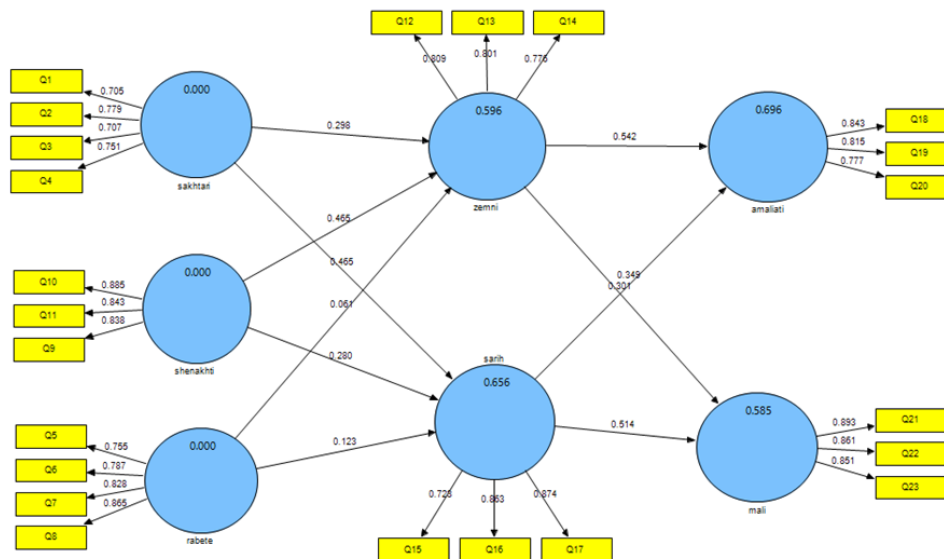 Q12
Q13
Q14
0.809
0.801
0.776
Q1
Q2
Q3
Q4
0.705
0.779
0.707
0.751
0.000
sakhtari
0.298
0.596
zemni
0.542
0.696
amaliati
0.843
0.815
0.777
Q18
Q19
Q20
0.465
0.465
0.349
0.301
Q10
Q11
Q9
0.885
0.843
0.838
0.000
shenakhti
0.061
0.280
sarih
0.656
0.514
0.585
mali
0.893
0.861
0.851
Q21
Q22
Q23
Q5
Q6
Q7
Q8
0.755
0.787
0.828
0.865
0.000
rabete
0.123
0.723
0.863
0.874
Q15
Q16
Q17